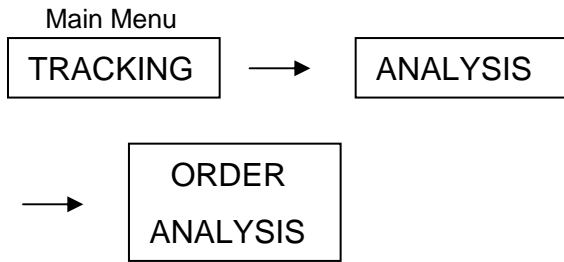 Main Menu
TRACKING
ANALYSIS
ORDER
ANALYSIS